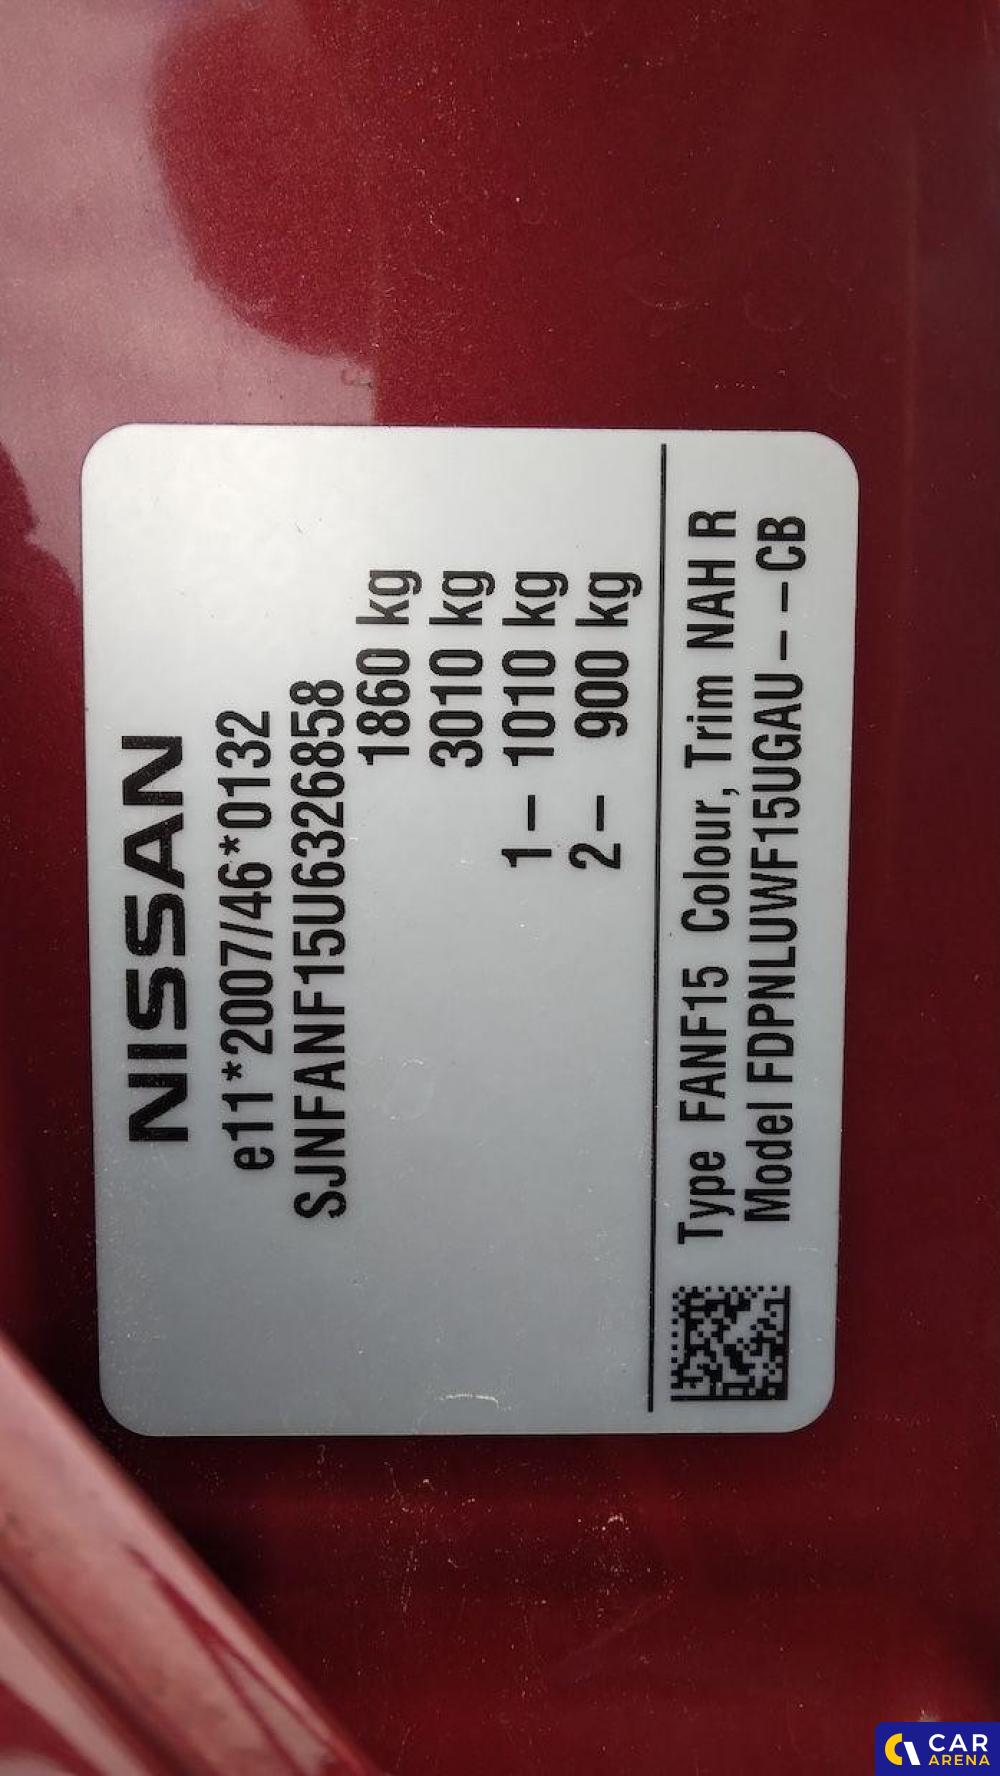 NISSAN
e11*2007/46*0132
SJNFANF15U6326858
1860 kg
3010 kg
1– 1010 kg
2– 900 kg
Type FANF15 Colour, Trim NAH R
Model FDPNLUWF15UGAU – – CB
CAR
ARENA